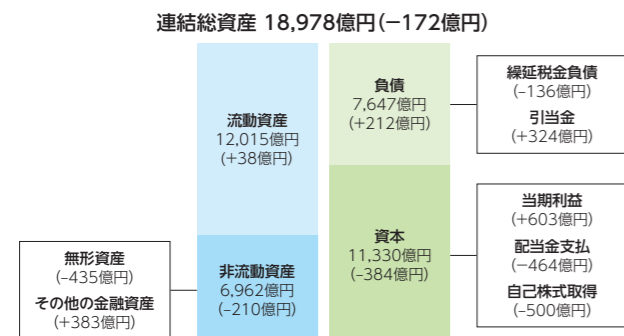 連結総資産 18,978億円(−172億円)
流動資産
12,015億円
(+38億円)
非流動資産
6,962億円
(−210億円)
無形資産
(−435億円)
その他の金融資産
(+383億円)
負債
7,647億円
(+212億円)
繰延税金負債
(−136億円)
引当金
(+324億円)
資本
11,330億円
(−384億円)
当期利益
(+603億円)
配当金支払
(−464億円)
自己株式取得
(−500億円)